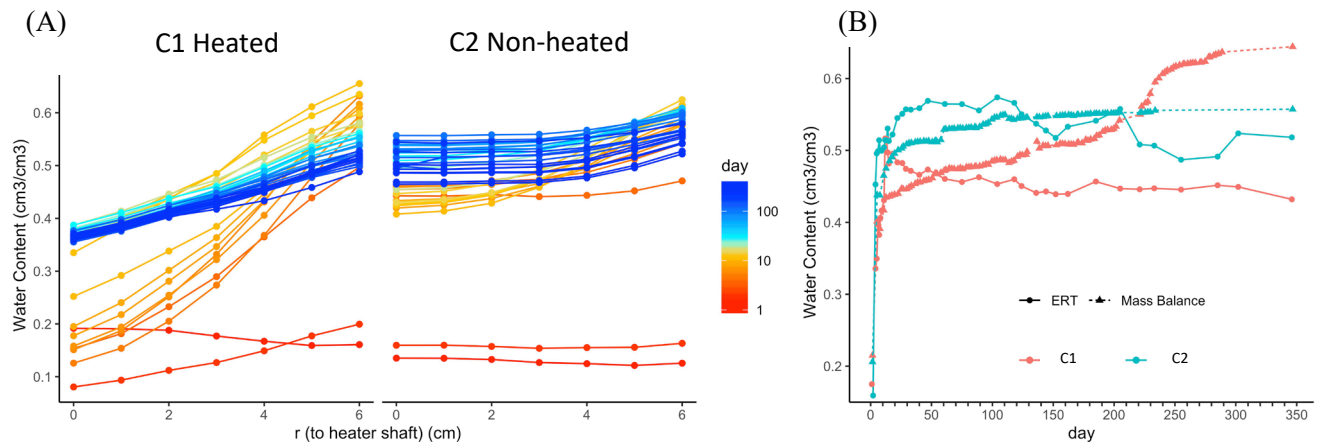 (A)
C1 Heated
C2 Non-heated
Water Content (cm3/cm3)
0.6
0.5
0.4
0.3
0.2
0.1
0
2
4
6
0
2
4
6
r (to heater shaft) (cm)
day
100
10
1
(B)
Water Content (cm3/cm3)
0.6
0.5
0.4
0.3
0.2
ERT
Mass Balance
C1
C2
0
50
100
150
200
250
300
350
day